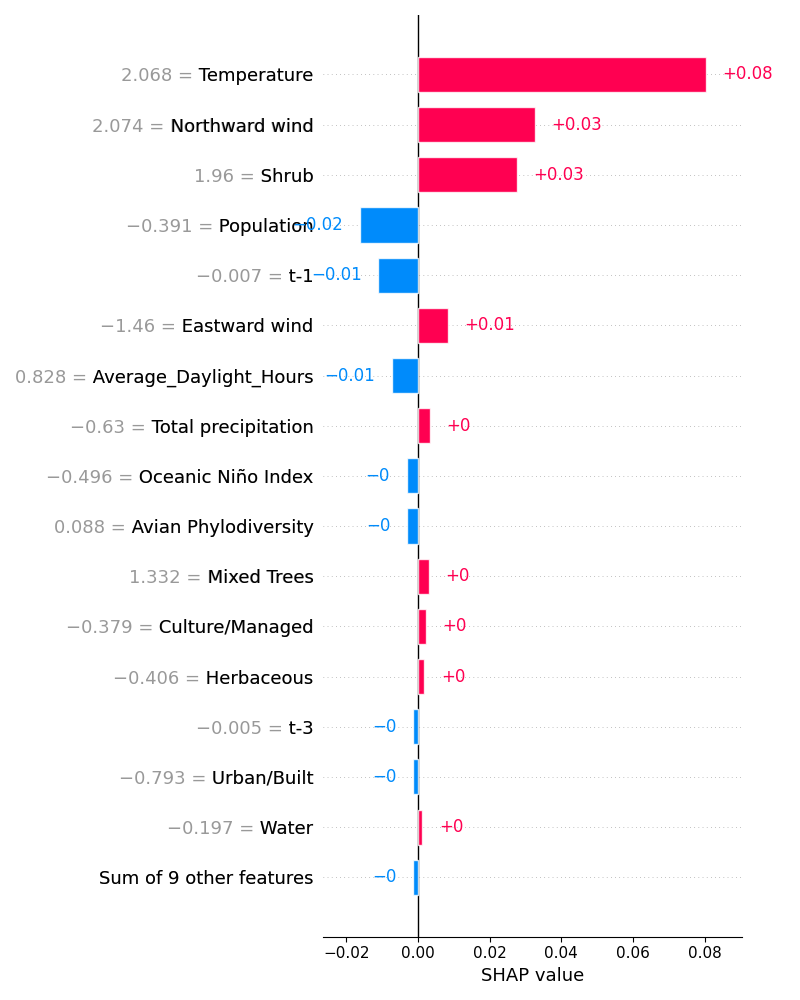 2.068 = Temperature +0.08
2.074 = Northward wind +0.03
1.96 = Shrub +0.03
−0.391 = Population −0.02
−0.007 = t-1 −0.01
−1.46 = Eastward wind +0.01
0.828 = Average_Daylight_Hours −0.01
−0.63 = Total precipitation +0
−0.496 = Oceanic Niño Index −0
0.088 = Avian Phylodiversity −0
1.332 = Mixed Trees +0
−0.379 = Culture/Managed +0
−0.406 = Herbaceous +0
−0.005 = t-3 −0
−0.793 = Urban/Built −0
−0.197 = Water +0
Sum of 9 other features −0
−0.02 0.00 0.02 0.04 0.06 0.08
SHAP value